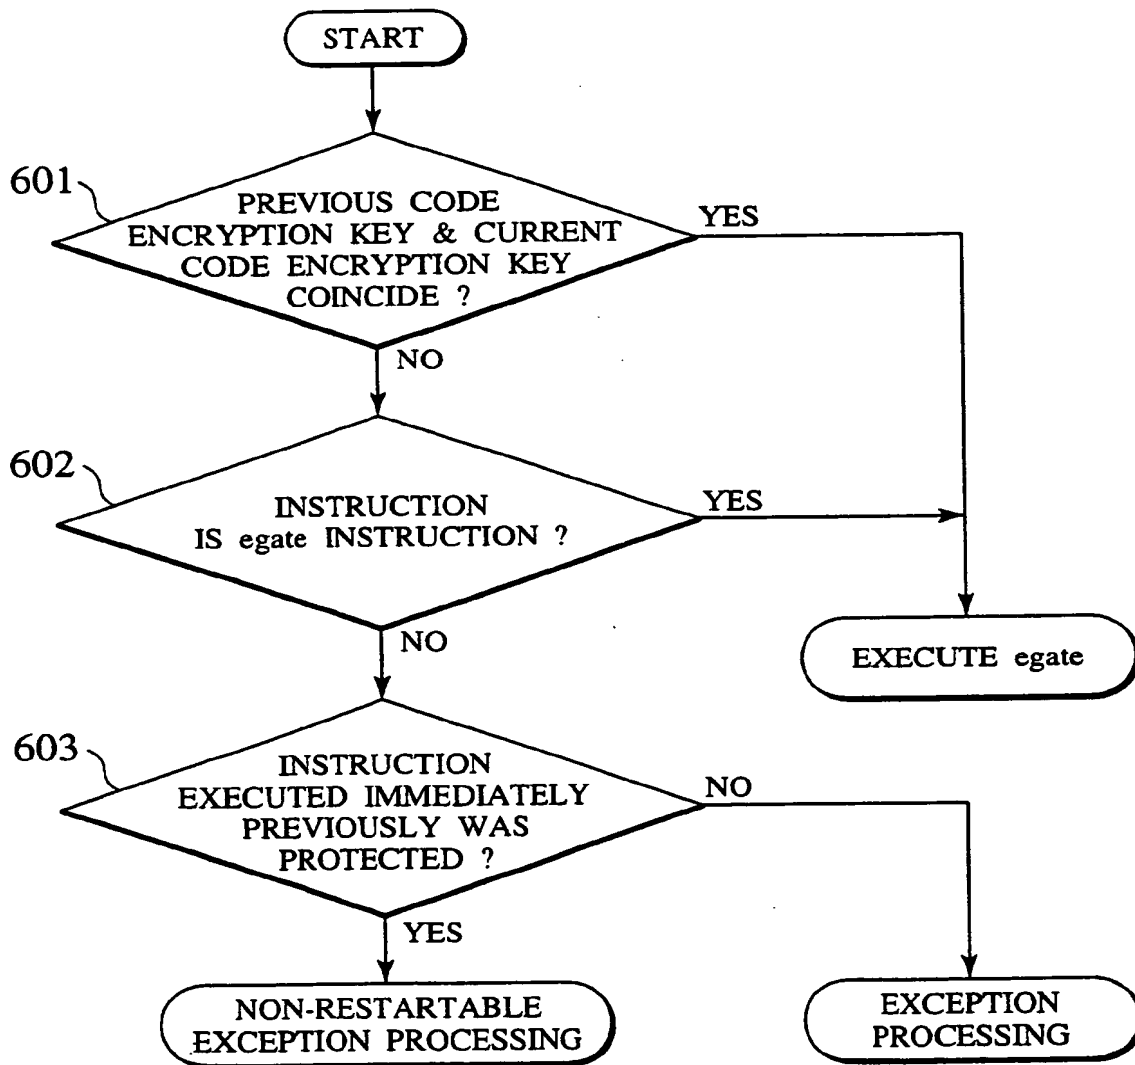 START
601
PREVIOUS CODE
ENCRYPTION KEY & CURRENT
CODE ENCRYPTION KEY
COINCIDE ?
YES
NO
602
INSTRUCTION
IS egate INSTRUCTION ?
YES
NO
EXECUTE egate
603
INSTRUCTION
EXECUTED IMMEDIATELY
PREVIOUSLY WAS
PROTECTED ?
NO
YES
NON-RESTARTABLE
EXCEPTION PROCESSING
EXCEPTION
PROCESSING